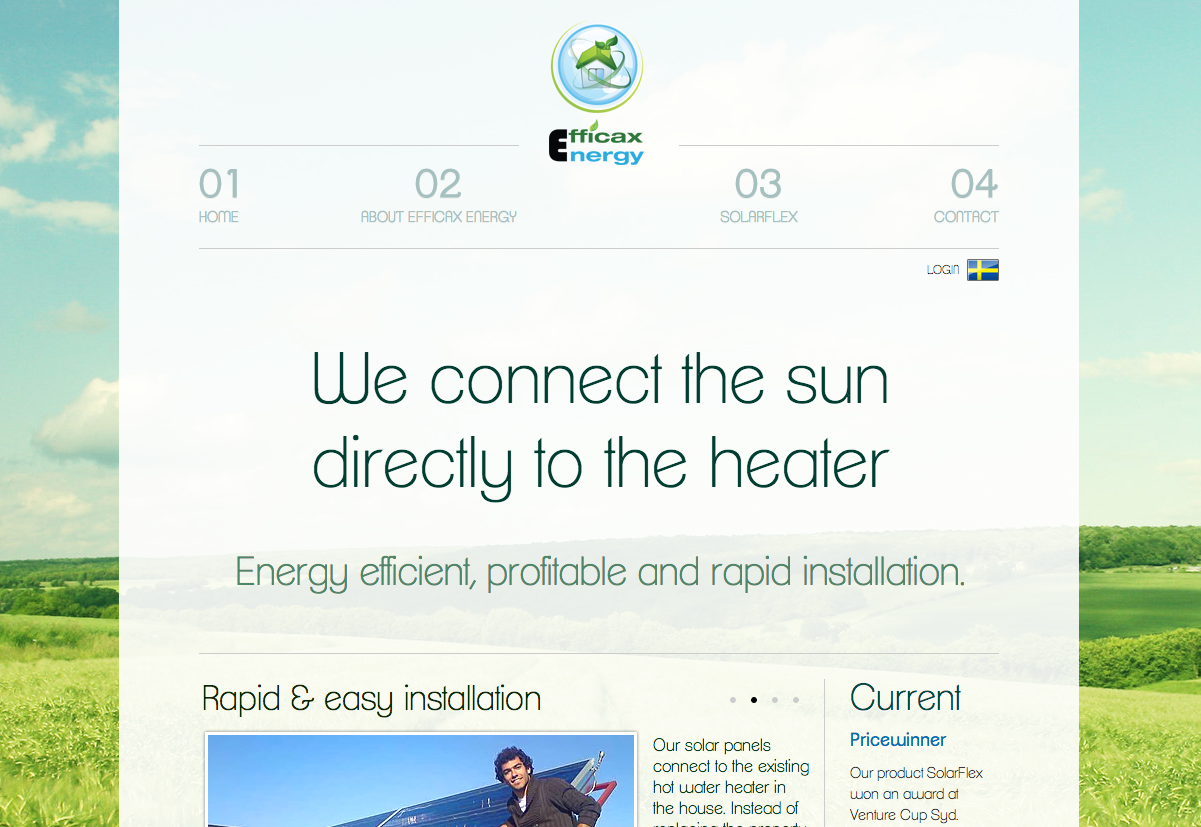 Efficax
Energy
01
HOME
02
ABOUT EFFICAX ENERGY
03
SOLARFLEX
04
CONTACT
LOGIN
We connect the sun
directly to the heater
Energy efficient, profitable and rapid installation.
Rapid & easy installation
Our solar panels
connect to the existing
hot water heater in
the house. Instead of
replacing the property
Current
Pricewinner
Our product SolarFlex
won an award at
Venture Cup Syd.